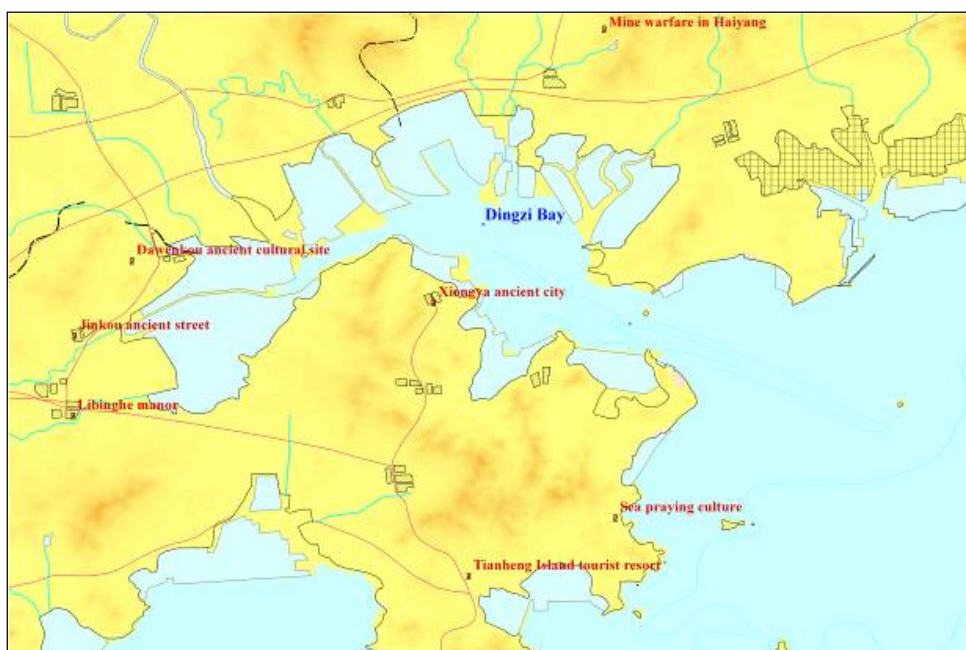 Mine warfare in Haiyang
Dingzi Bay
Dawenkou ancient cultural site
Xiongya ancient city
Jinkou ancient street
Libinghe manor
Sea praying culture
Tianheng Island tourist resort